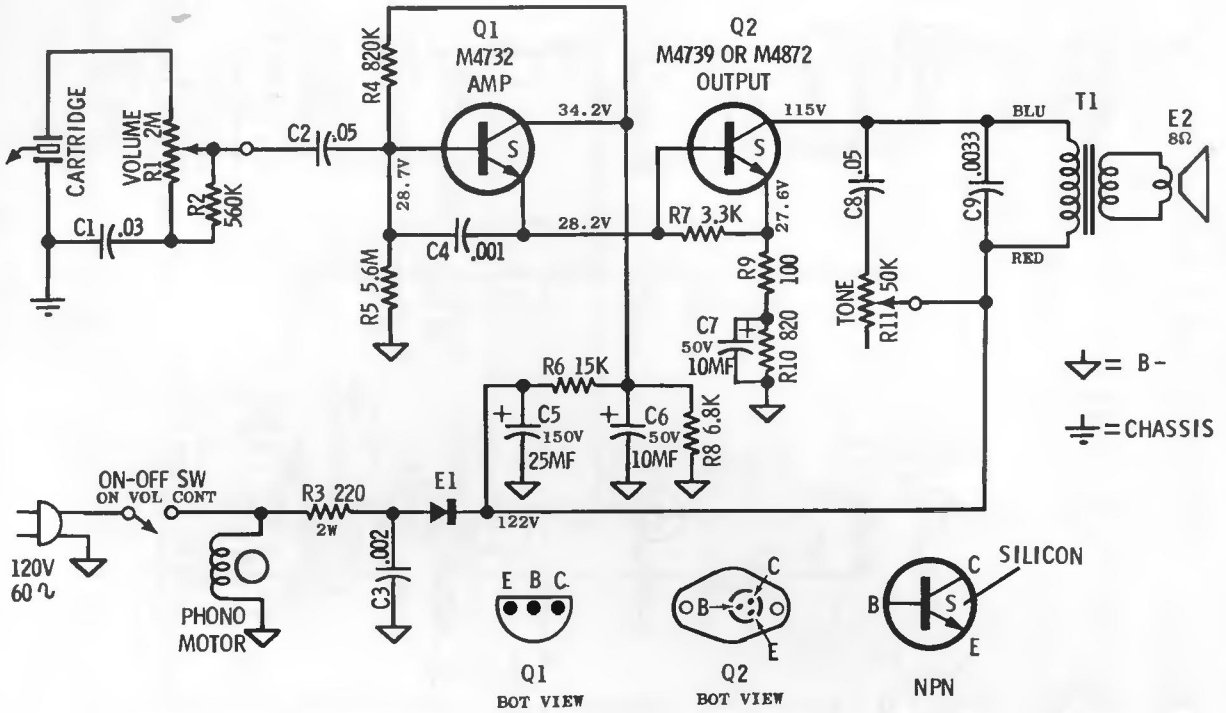 Q1
M4732
AMP
Q2
M4739 OR M4872
OUTPUT
R4 820K
34.2V
115V
BLU
T1
E2
8Ω
CARTRIDGE
VOLUME
R1 2M
C2 .05
S
S
C8 .05
C9 .0033
R2
560K
28.7V
28.2V
R7 3.3K
27.6V
C1 .03
C4 .001
R9
100
RED
R5 5.6M
TONE
R11 50K
C7
50V
10MF
+
R10 820
R6 15K
+
C5
150V
25MF
+
C6
50V
10MF
R8 6.8K
= B-
=CHASSIS
ON-OFF SW
ON VOL CONT
R3 220
2W
E1
122V
120V
60 ∿
PHONO
MOTOR
C3 .002
E B C
Q1
BOT VIEW
C
B
E
Q2
BOT VIEW
SILICON
C
B
S
E
NPN